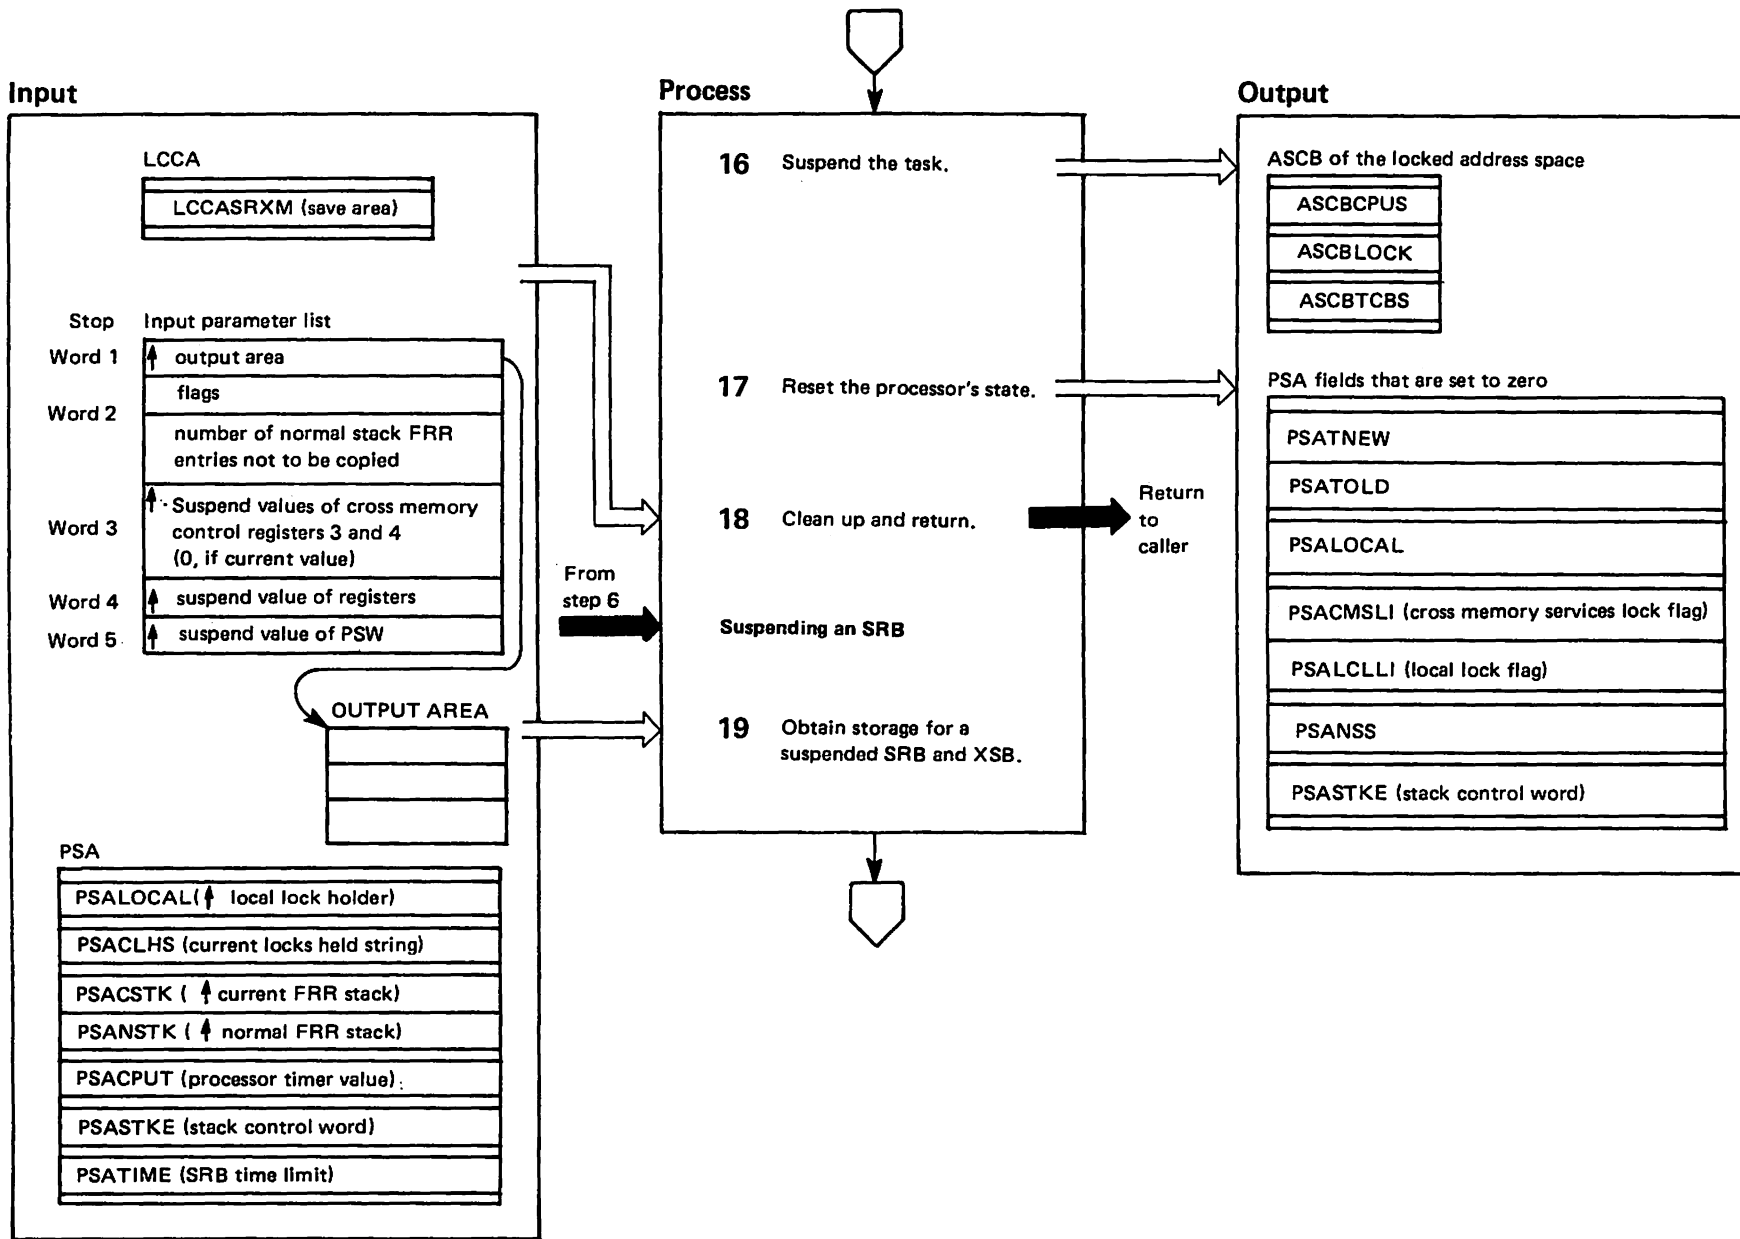 Input
LCCA
LCCASRXM (save area)
Stop
Input parameter list
Word 1
output area
flags
Word 2
number of normal stack FRR
entries not to be copied
Word 3
Suspend values of cross memory
control registers 3 and 4
(0, if current value)
Word 4
suspend value of registers
Word 5
suspend value of PSW
OUTPUT AREA
PSA
PSALOCAL( local lock holder)
PSACLHS (current locks held string)
PSACSTK ( current FRR stack)
PSANSTK ( normal FRR stack)
PSACPUT (processor timer value)
PSASTKE (stack control word)
PSATIME (SRB time limit)
Process
16 Suspend the task.
17 Reset the processor's state.
18 Clean up and return.
Return
to
caller
From
step 6
Suspending an SRB
19 Obtain storage for a
suspended SRB and XSB.
Output
ASCB of the locked address space
ASCBCPUS
ASCBLOCK
ASCBTCBS
PSA fields that are set to zero
PSATNEW
PSATOLD
PSALOCAL
PSACMSLI (cross memory services lock flag)
PSALCLLI (local lock flag)
PSANSS
PSASTKE (stack control word)